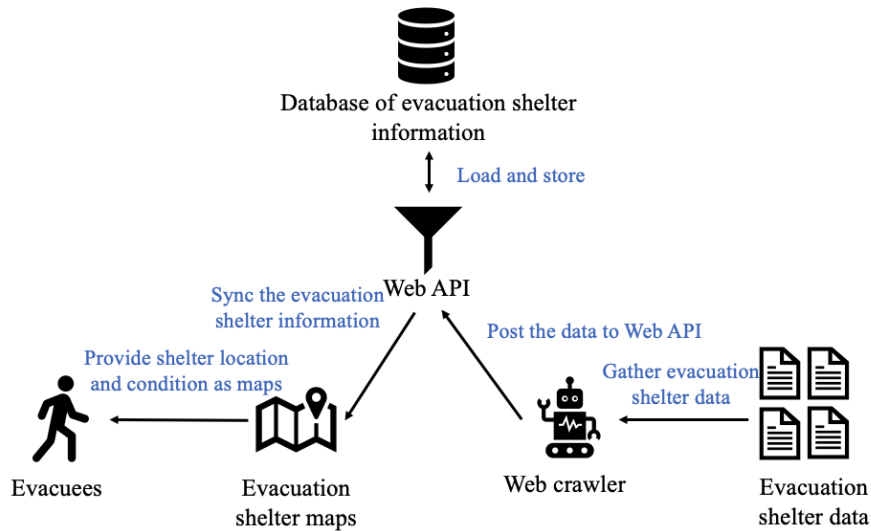 Database of evacuation shelter
information
Load and store
Web API
Sync the evacuation
shelter information
Post the data to Web API
Provide shelter location
and condition as maps
Gather evacuation
shelter data
Evacuees
Evacuation
shelter maps
Web crawler
Evacuation
shelter data